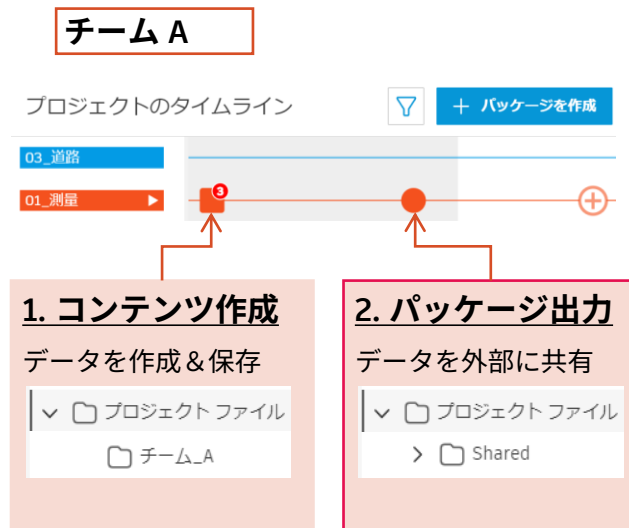 チーム A
プロジェクトのタイムライン
＋ パッケージを作成
03_道路
01_測量
3
1. コンテンツ作成
データを作成＆保存
プロジェクト ファイル
チーム_A
2. パッケージ出力
データを外部に共有
プロジェクト ファイル
Shared